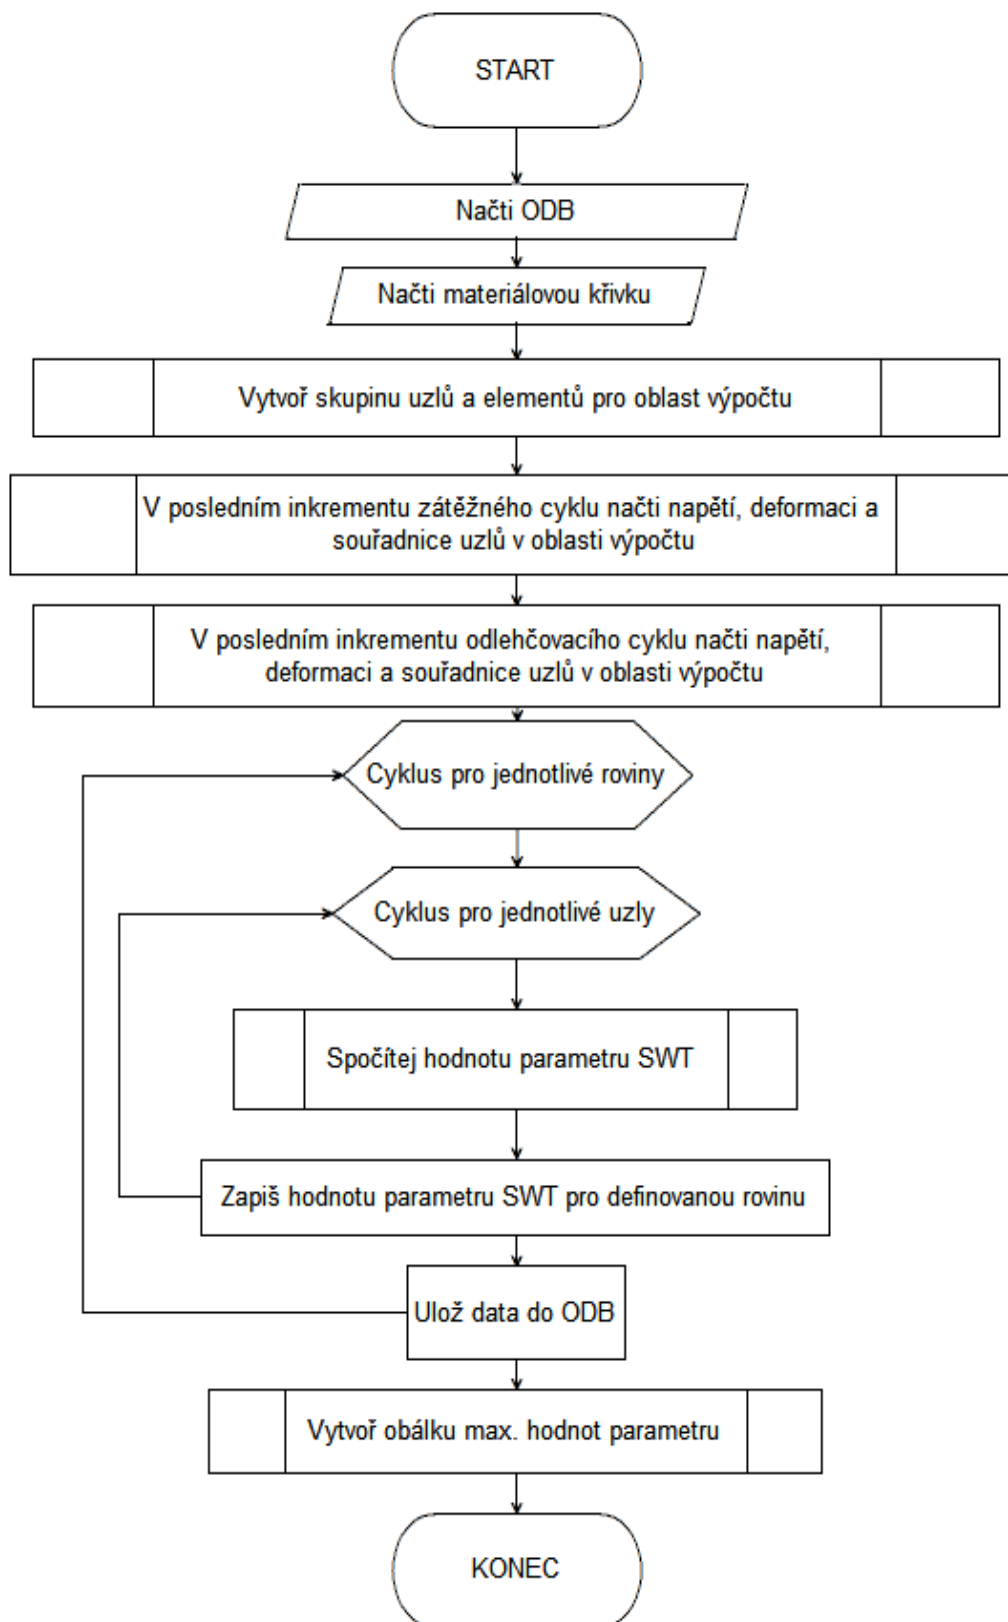 START
Načti ODB
Načti materiálovou křivku
Vytvoř skupinu uzlů a elementů pro oblast výpočtu
V posledním inkrementu zátěžného cyklu načti napětí, deformaci a
souřadnice uzlů v oblasti výpočtu
V posledním inkrementu odlehčovacího cyklu načti napětí,
deformaci a souřadnice uzlů v oblasti výpočtu
Cyklus pro jednotlivé roviny
Cyklus pro jednotlivé uzly
Spočítej hodnotu parametru SWT
Zapiš hodnotu parametru SWT pro definovanou rovinu
Ulož data do ODB
Vytvoř obálku max. hodnot parametru
KONEC